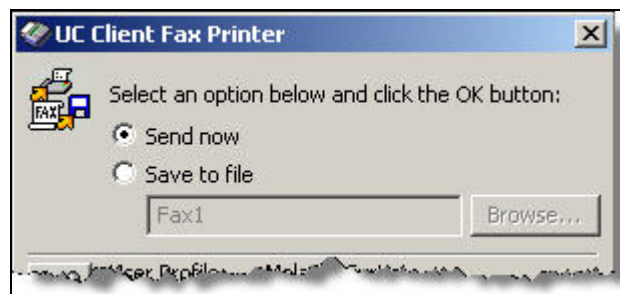 UC Client Fax Printer
Select an option below and click the OK button:
FAX
Send now
Save to file
Fax1
Browse...